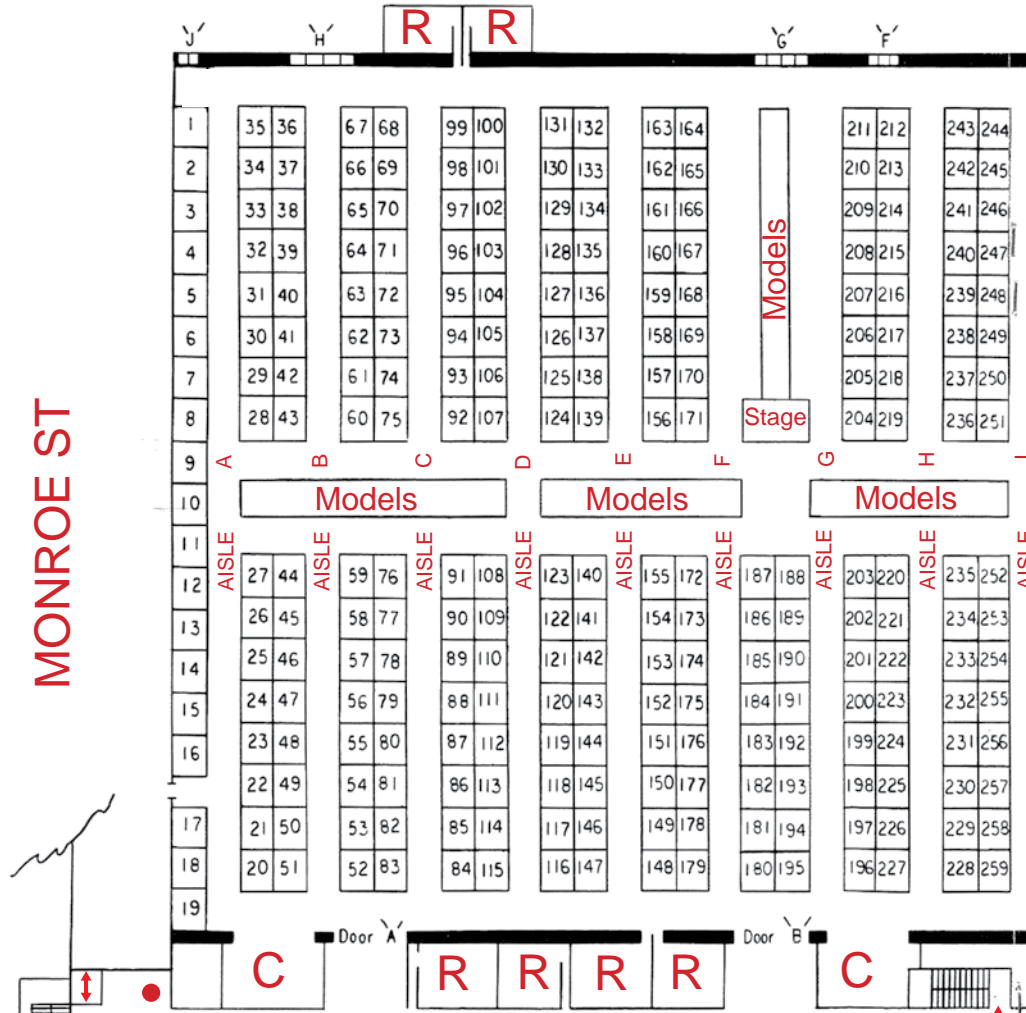 R R
'J' 'H' 'G' 'F'
1 35 36 67 68 99 100 131 132 163 164 211 212 243 244
2 34 37 66 69 98 101 130 133 162 165 210 213 242 245
3 33 38 65 70 97 102 129 134 161 166 209 214 241 246
4 32 39 64 71 96 103 128 135 160 167 208 215 240 247
5 31 40 63 72 95 104 127 136 159 168 207 216 239 248
6 30 41 62 73 94 105 126 137 158 169 206 217 238 249
7 29 42 61 74 93 106 125 138 157 170 205 218 237 250
8 28 43 60 75 92 107 124 139 156 171 204 219 236 251
Models
Stage
MONROE ST
9 A B C D E F G H I
10 Models Models Models
11 AISLE AISLE AISLE AISLE AISLE AISLE AISLE AISLE AISLE
12 27 44 59 76 91 108 123 140 155 172 187 188 203 220 235 252
13 26 45 58 77 90 109 122 141 154 173 186 189 202 221 234 253
14 25 46 57 78 89 110 121 142 153 174 185 190 201 222 233 254
15 24 47 56 79 88 111 120 143 152 175 184 191 200 223 232 255
16 23 48 55 80 87 112 119 144 151 176 183 192 199 224 231 256
22 49 54 81 86 113 118 145 150 177 182 193 198 225 230 257
17 21 50 53 82 85 114 117 146 149 178 181 194 197 226 229 258
18 20 51 52 83 84 115 116 147 148 179 180 195 196 227 228 259
19
Door 'A' Door 'B'
C R R R R C